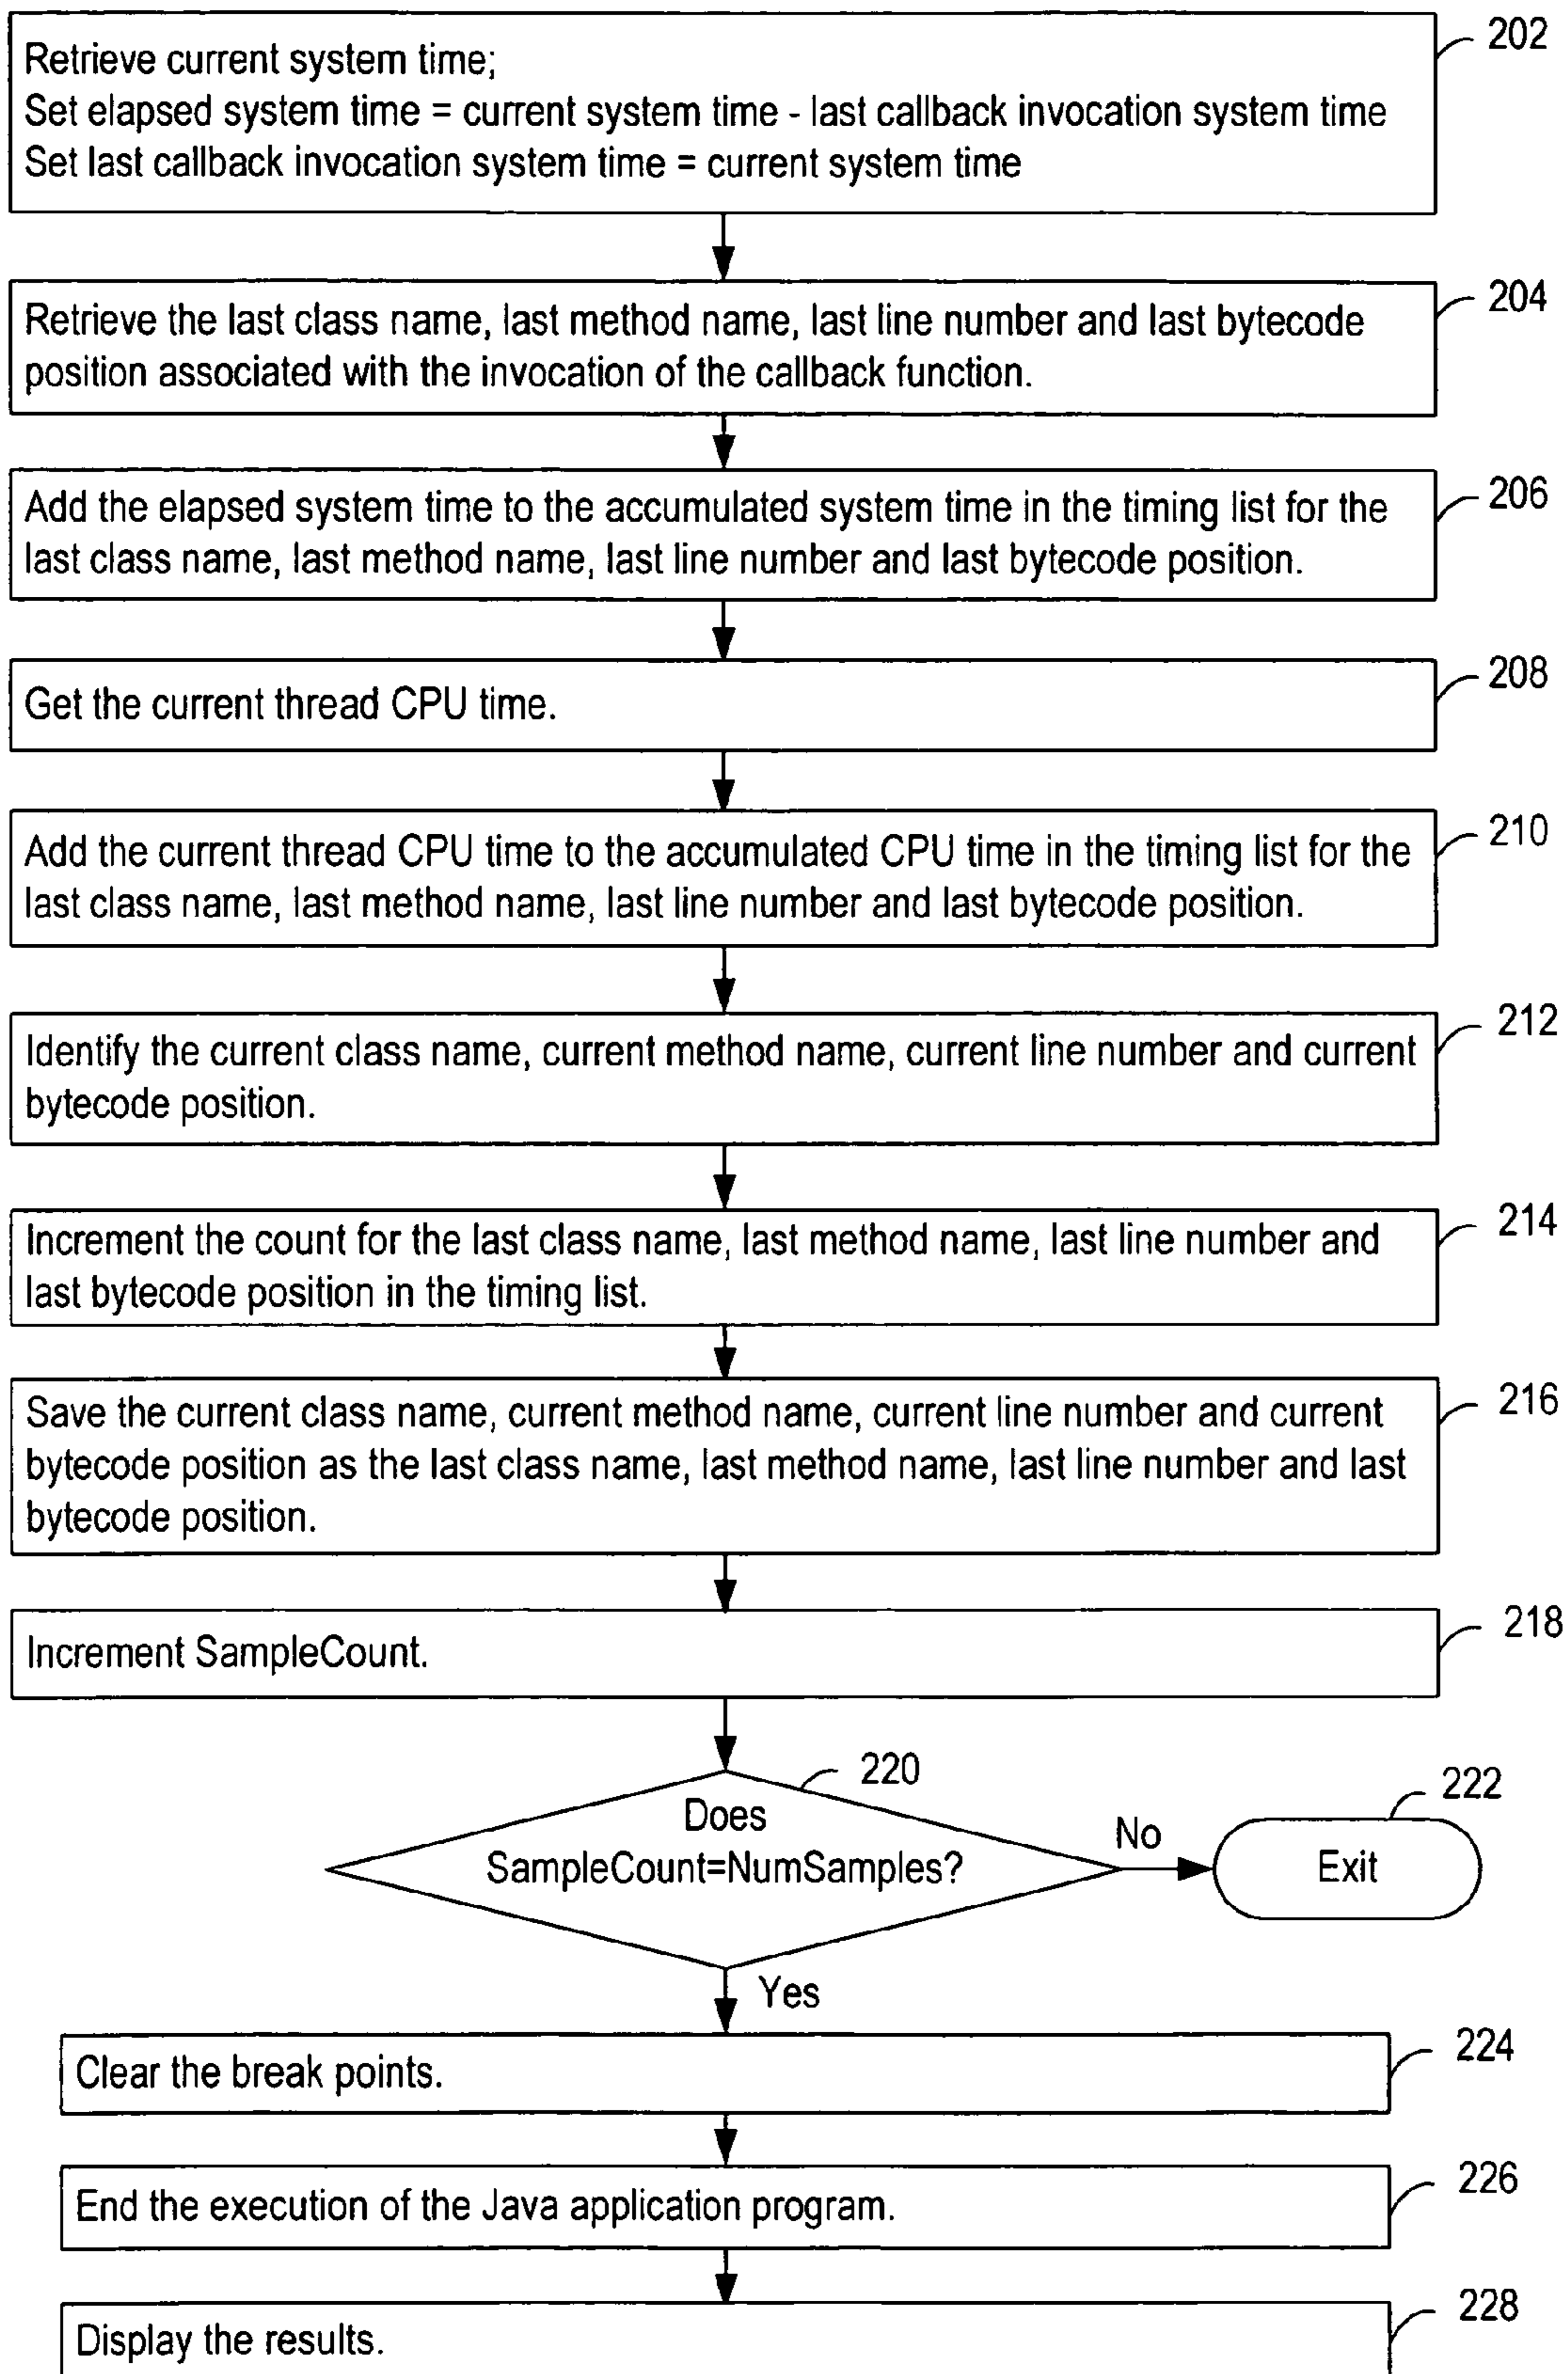 202
Retrieve current system time;
Set elapsed system time = current system time - last callback invocation system time
Set last callback invocation system time = current system time
204
Retrieve the last class name, last method name, last line number and last bytecode
position associated with the invocation of the callback function.
206
Add the elapsed system time to the accumulated system time in the timing list for the
last class name, last method name, last line number and last bytecode position.
208
Get the current thread CPU time.
210
Add the current thread CPU time to the accumulated CPU time in the timing list for the
last class name, last method name, last line number and last bytecode position.
212
Identify the current class name, current method name, current line number and current
bytecode position.
214
Increment the count for the last class name, last method name, last line number and
last bytecode position in the timing list.
216
Save the current class name, current method name, current line number and current
bytecode position as the last class name, last method name, last line number and last
bytecode position.
218
Increment SampleCount.
220
Does
SampleCount=NumSamples?
No
222
Exit
Yes
224
Clear the break points.
226
End the execution of the Java application program.
228
Display the results.